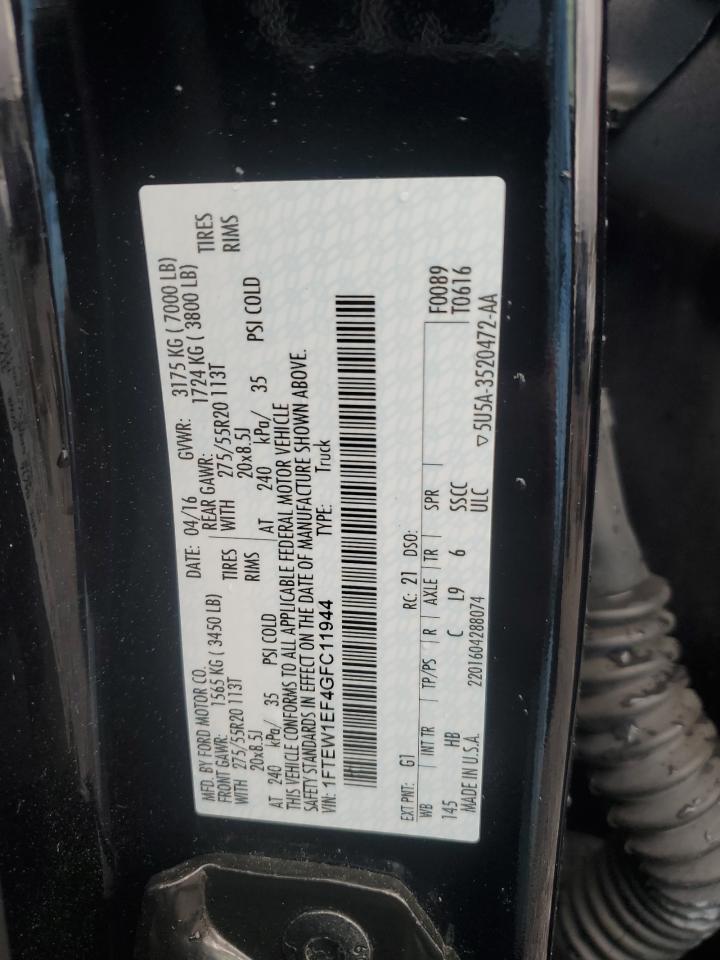 MFD. BY FORD MOTOR CO. DATE: 04/16 GVWR: 3175 KG ( 7000 LB)
FRONT GAWR: 1565 KG ( 3450 LB) REAR GAWR: 1724 KG ( 3800 LB)
WITH 275/55R20 113T TIRES WITH 275/55R20 113T TIRES
20x8.5J RIMS 20x8.5J RIMS
AT 240 kPa/ 35 PSI COLD AT 240 kPa/ 35 PSI COLD
THIS VEHICLE CONFORMS TO ALL APPLICABLE FEDERAL MOTOR VEHICLE
SAFETY STANDARDS IN EFFECT ON THE DATE OF MANUFACTURE SHOWN ABOVE.
VIN: 1FTEW1EF4GFC11944 TYPE: Truck
EXT PNT: G1 RC: 21 DSO: F0089
WB INT TR TP/PS R AXLE TR SPR T0616
145 HB C L9 6 SSCC
MADE IN U.S.A. 2201604288074 ULC ▽5U5A-3520472-AA